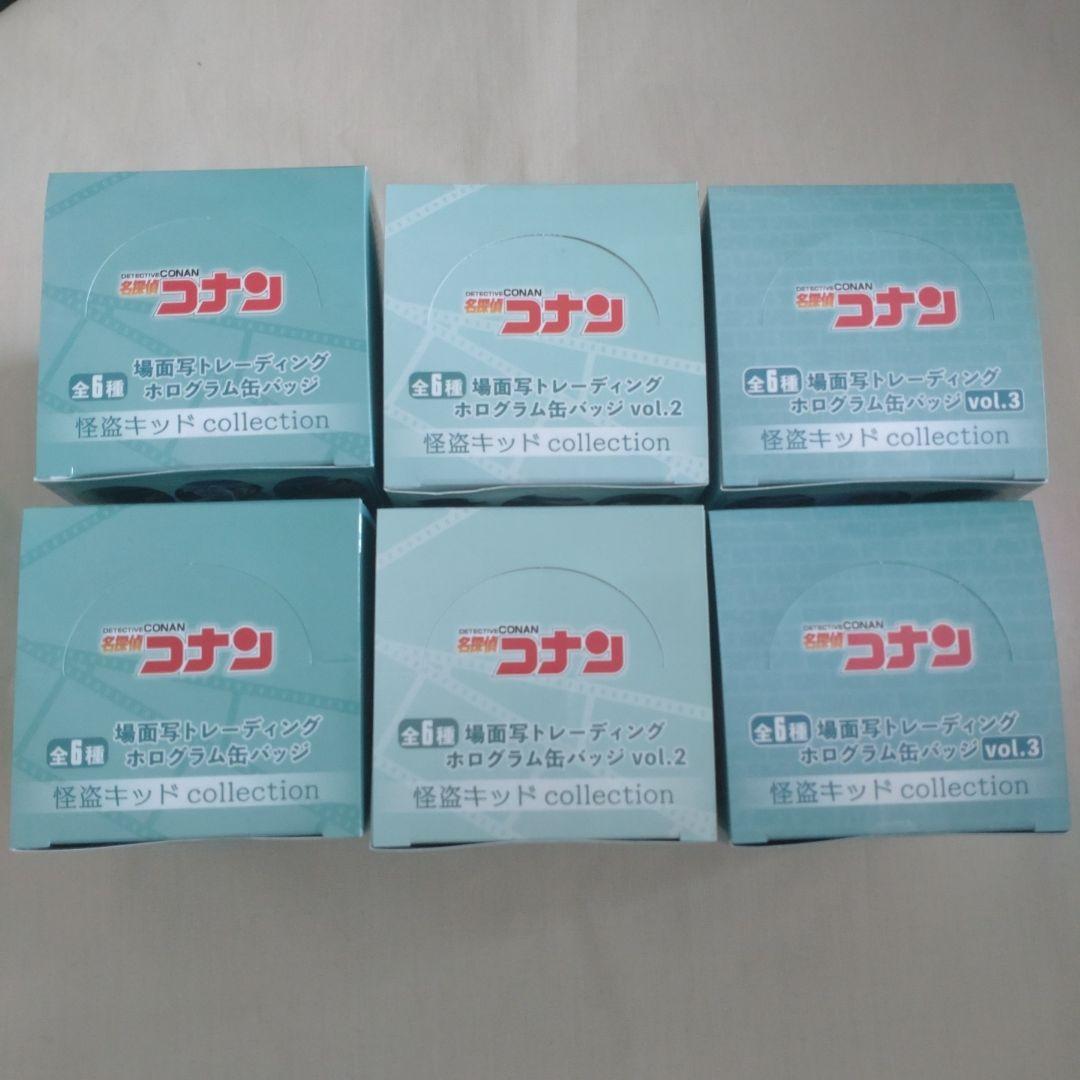 DETECTIVE CONAN
名探偵コナン
全6種 場面写トレーディング
ホログラム缶バッジ
怪盗キッド collection
DETECTIVE CONAN
名探偵コナン
全6種 場面写トレーディング
ホログラム缶バッジ vol.2
怪盗キッド collection
DETECTIVE CONAN
名探偵コナン
全6種 場面写トレーディング
ホログラム缶バッジ vol.3
怪盗キッド collection
DETECTIVE CONAN
名探偵コナン
全6種 場面写トレーディング
ホログラム缶バッジ
怪盗キッド collection
DETECTIVE CONAN
名探偵コナン
全6種 場面写トレーディング
ホログラム缶バッジ vol.2
怪盗キッド collection
DETECTIVE CONAN
名探偵コナン
全6種 場面写トレーディング
ホログラム缶バッジ vol.3
怪盗キッド collection